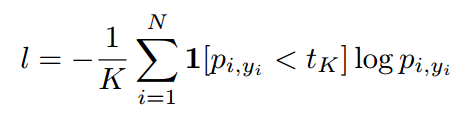 l = -\frac{1}{K} \sum_{i=1}^{N} \mathbf{1}[p_{i,y_i} < t_K] \log p_{i,y_i}